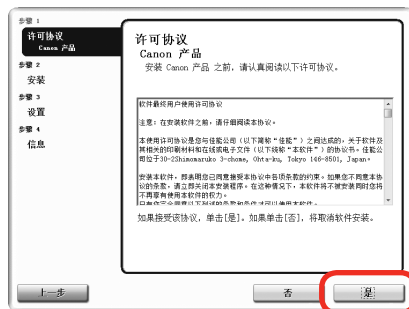 步骤 1
许可协议
Canon 产品
步骤 2
安装
步骤 3
设置
步骤 4
信息
许可协议
Canon 产品
安装 Canon 产品 之前，请仔细阅读以下许可协议。
软件最终用户使用许可协议
注意：在安装软件之前，请仔细阅读本协议。
本使用许可协议是您与佳能公司（以下简称“佳能”）之间达成的，关于软件及
其相关的印刷材料和在线或电子文件（以下统称“本软件”）的协议书。佳能公
司位于30-2Shimomaruko 3-chome, Ohta-ku, Tokyo 146-8501, Japan。
安装本软件，即表明您已同意接受本协议中各项条款的约束。如果您不同意本协
议的条款，请立即关闭本安装程序。在这种情况下，本软件将不被安装同时您将
不再享有使用本软件的权力。
如果接受该协议，单击[是]。如果单击[否]，将取消软件安装。
上一步
否
是